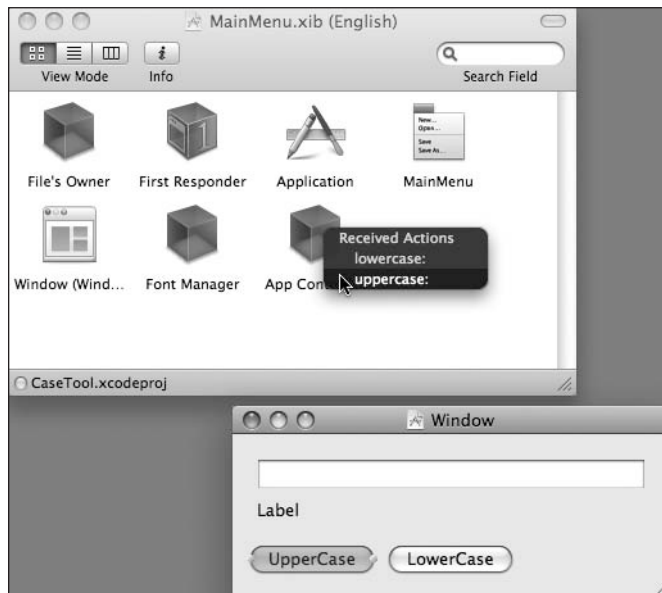 MainMenu.xib (English)
View Mode
Info
Search Field
New...
Open...
Save
Save As...
File's Owner
First Responder
1
Application
MainMenu
Received Actions
lowercase:
uppercase:
Window (Wind...
Font Manager
App Con
CaseTool.xcodeproj
Window
Label
UpperCase
LowerCase